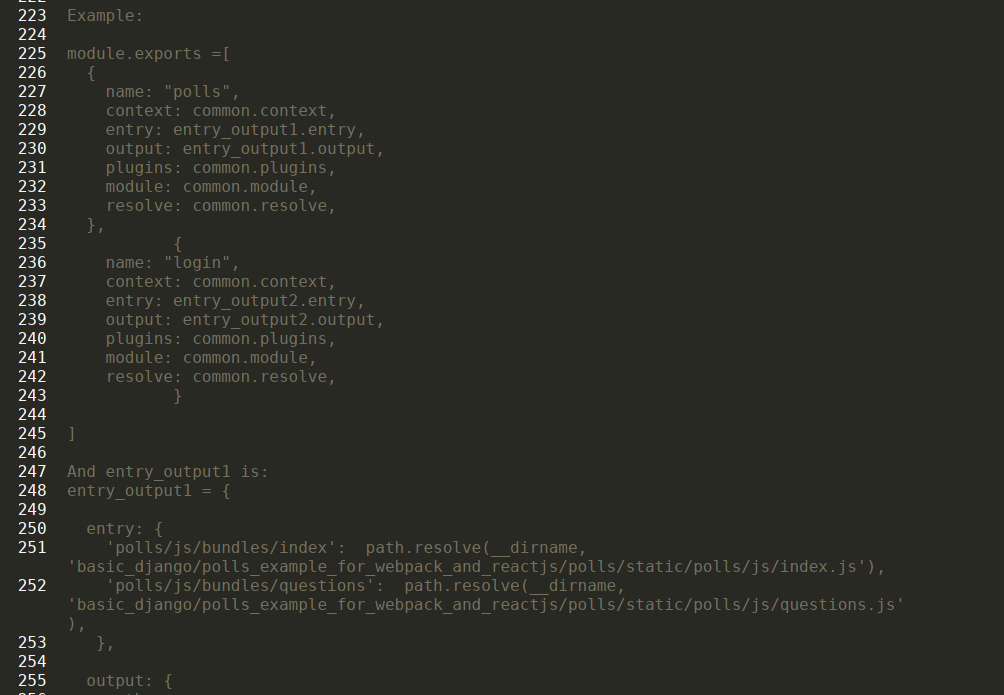 223 Example:
224
225 module.exports =[
226   {
227     name: "polls",
228     context: common.context,
229     entry: entry_output1.entry,
230     output: entry_output1.output,
231     plugins: common.plugins,
232     module: common.module,
233     resolve: common.resolve,
234   },
235            {
236     name: "login",
237     context: common.context,
238     entry: entry_output2.entry,
239     output: entry_output2.output,
240     plugins: common.plugins,
241     module: common.module,
242     resolve: common.resolve,
243            }
244
245 ]
246
247 And entry_output1 is:
248 entry_output1 = {
249
250   entry: {
251     'polls/js/bundles/index':  path.resolve(__dirname,
'basic_django/polls_example_for_webpack_and_reactjs/polls/static/polls/js/index.js'),
252     'polls/js/bundles/questions':  path.resolve(__dirname,
'basic_django/polls_example_for_webpack_and_reactjs/polls/static/polls/js/questions.js'
),
253    },
254
255   output: {